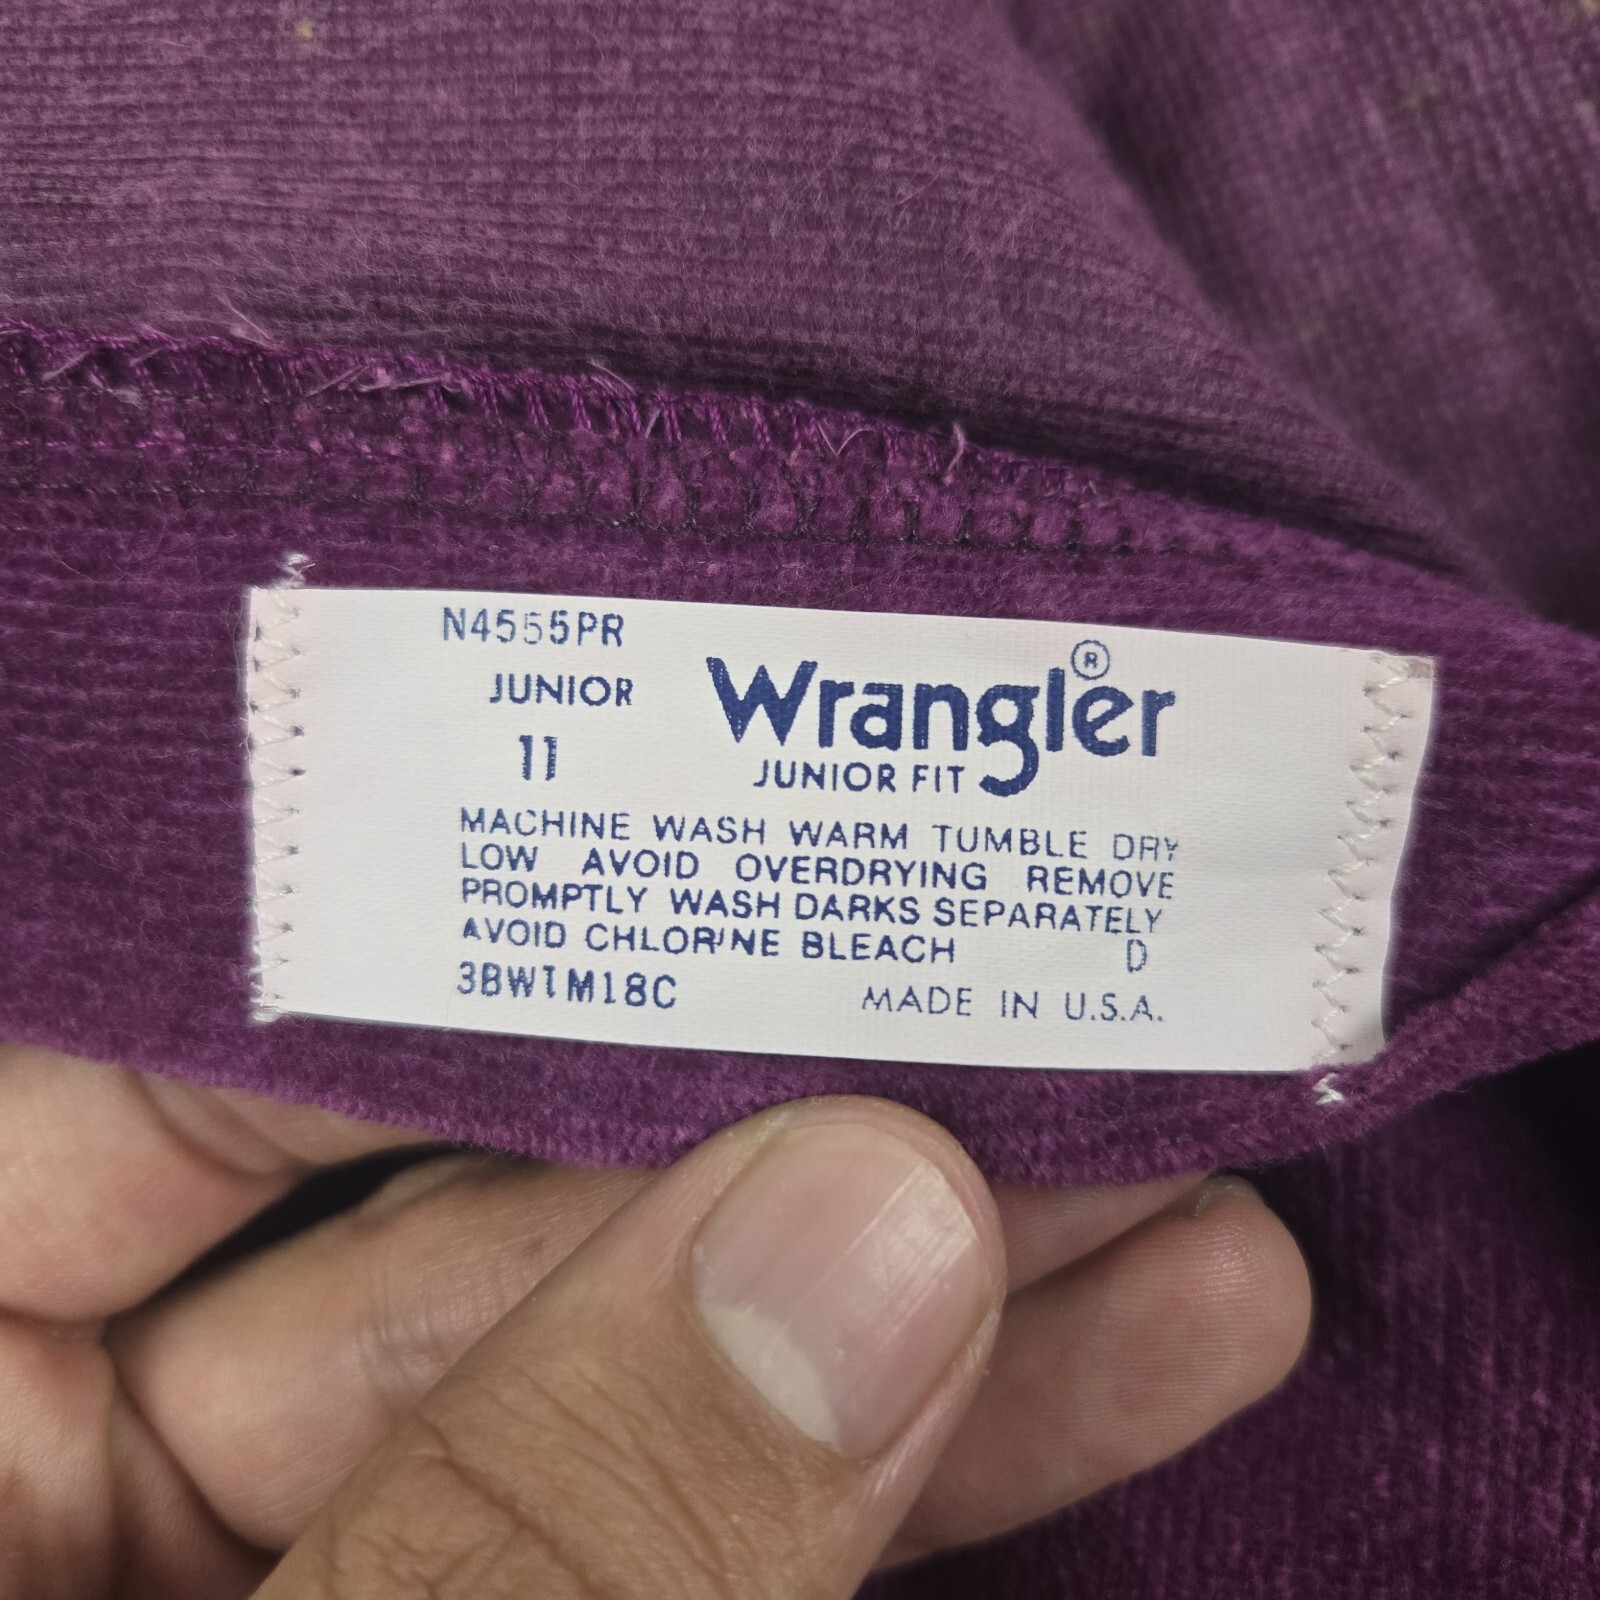 N4555PR
JUNIOR
11
Wrangler®
JUNIOR FIT
MACHINE WASH WARM TUMBLE DRY
LOW AVOID OVERDRYING REMOVE
PROMPTLY WASH DARKS SEPARATELY
AVOID CHLORINE BLEACH D
3BW1M18C MADE IN U.S.A.